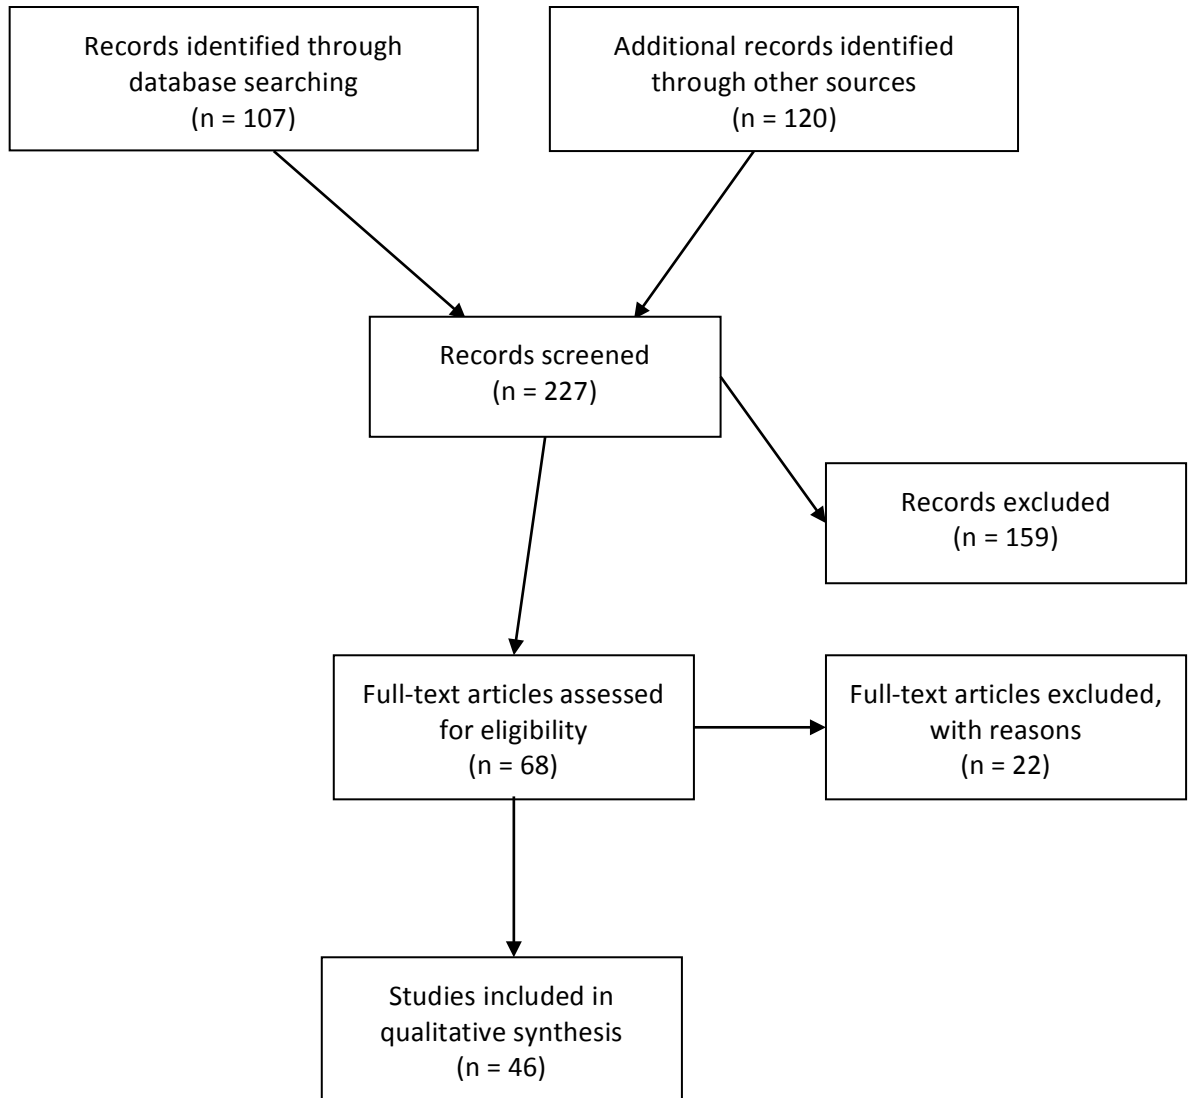 Records identified through
database searching
(n = 107)
Additional records identified
through other sources
(n = 120)
Records screened
(n = 227)
Records excluded
(n = 159)
Full-text articles assessed
for eligibility
(n = 68)
Full-text articles excluded,
with reasons
(n = 22)
Studies included in
qualitative synthesis
(n = 46)